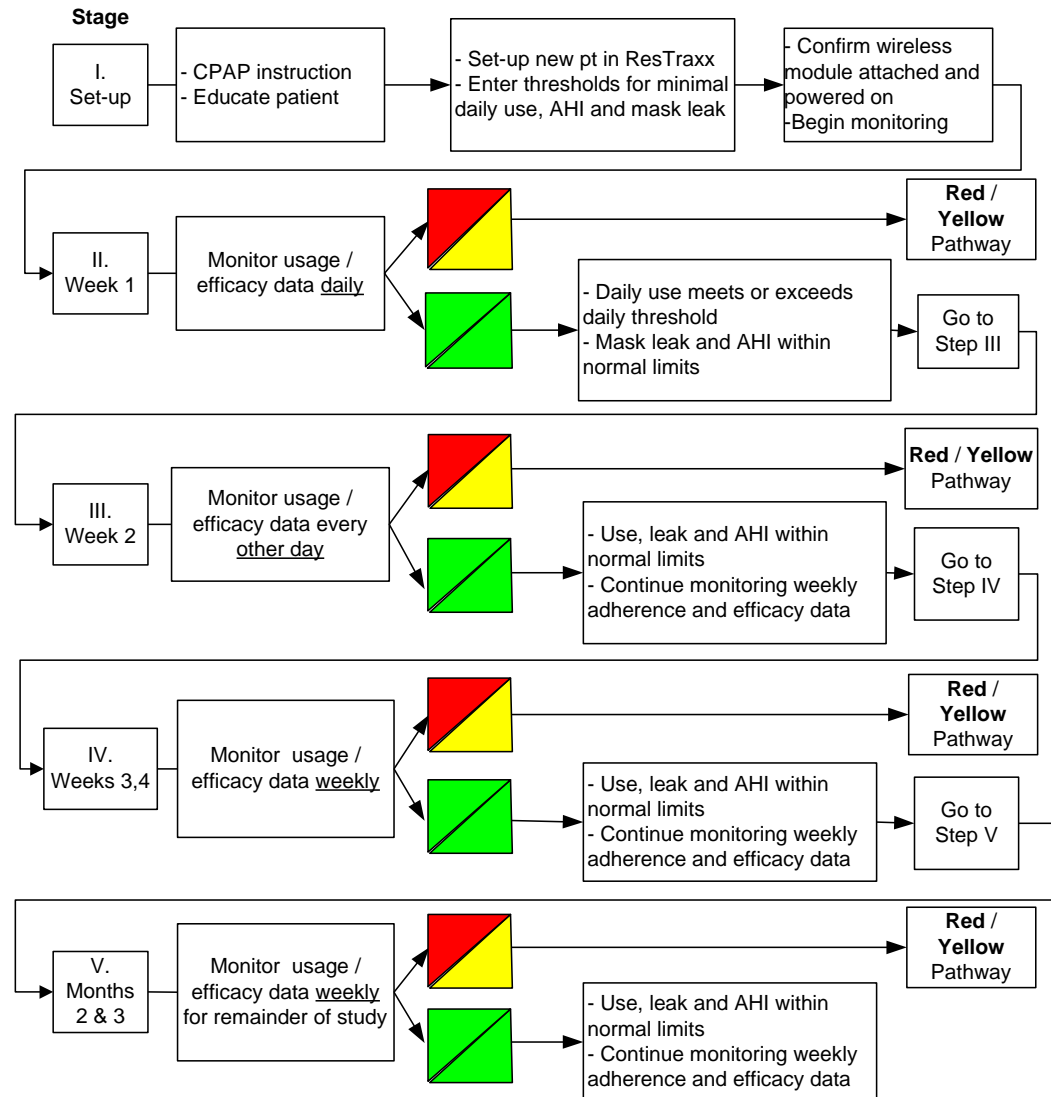 Stage
I.
Set-up
- CPAP instruction
- Educate patient
- Set-up new pt in ResTraxx
- Enter thresholds for minimal
daily use, AHI and mask leak
- Confirm wireless
module attached and
powered on
-Begin monitoring
II.
Week 1
Monitor usage /
efficacy data daily
Red /
Yellow
Pathway
- Daily use meets or exceeds
daily threshold
- Mask leak and AHI within
normal limits
Go to
Step III
III.
Week 2
Monitor usage /
efficacy data every
other day
Red / Yellow
Pathway
- Use, leak and AHI within
normal limits
- Continue monitoring weekly
adherence and efficacy data
Go to
Step IV
IV.
Weeks 3,4
Monitor usage /
efficacy data weekly
Red /
Yellow
Pathway
- Use, leak and AHI within
normal limits
- Continue monitoring weekly
adherence and efficacy data
Go to
Step V
V.
Months
2 & 3
Monitor usage /
efficacy data weekly
for remainder of study
Red /
Yellow
Pathway
- Use, leak and AHI within
normal limits
- Continue monitoring weekly
adherence and efficacy data